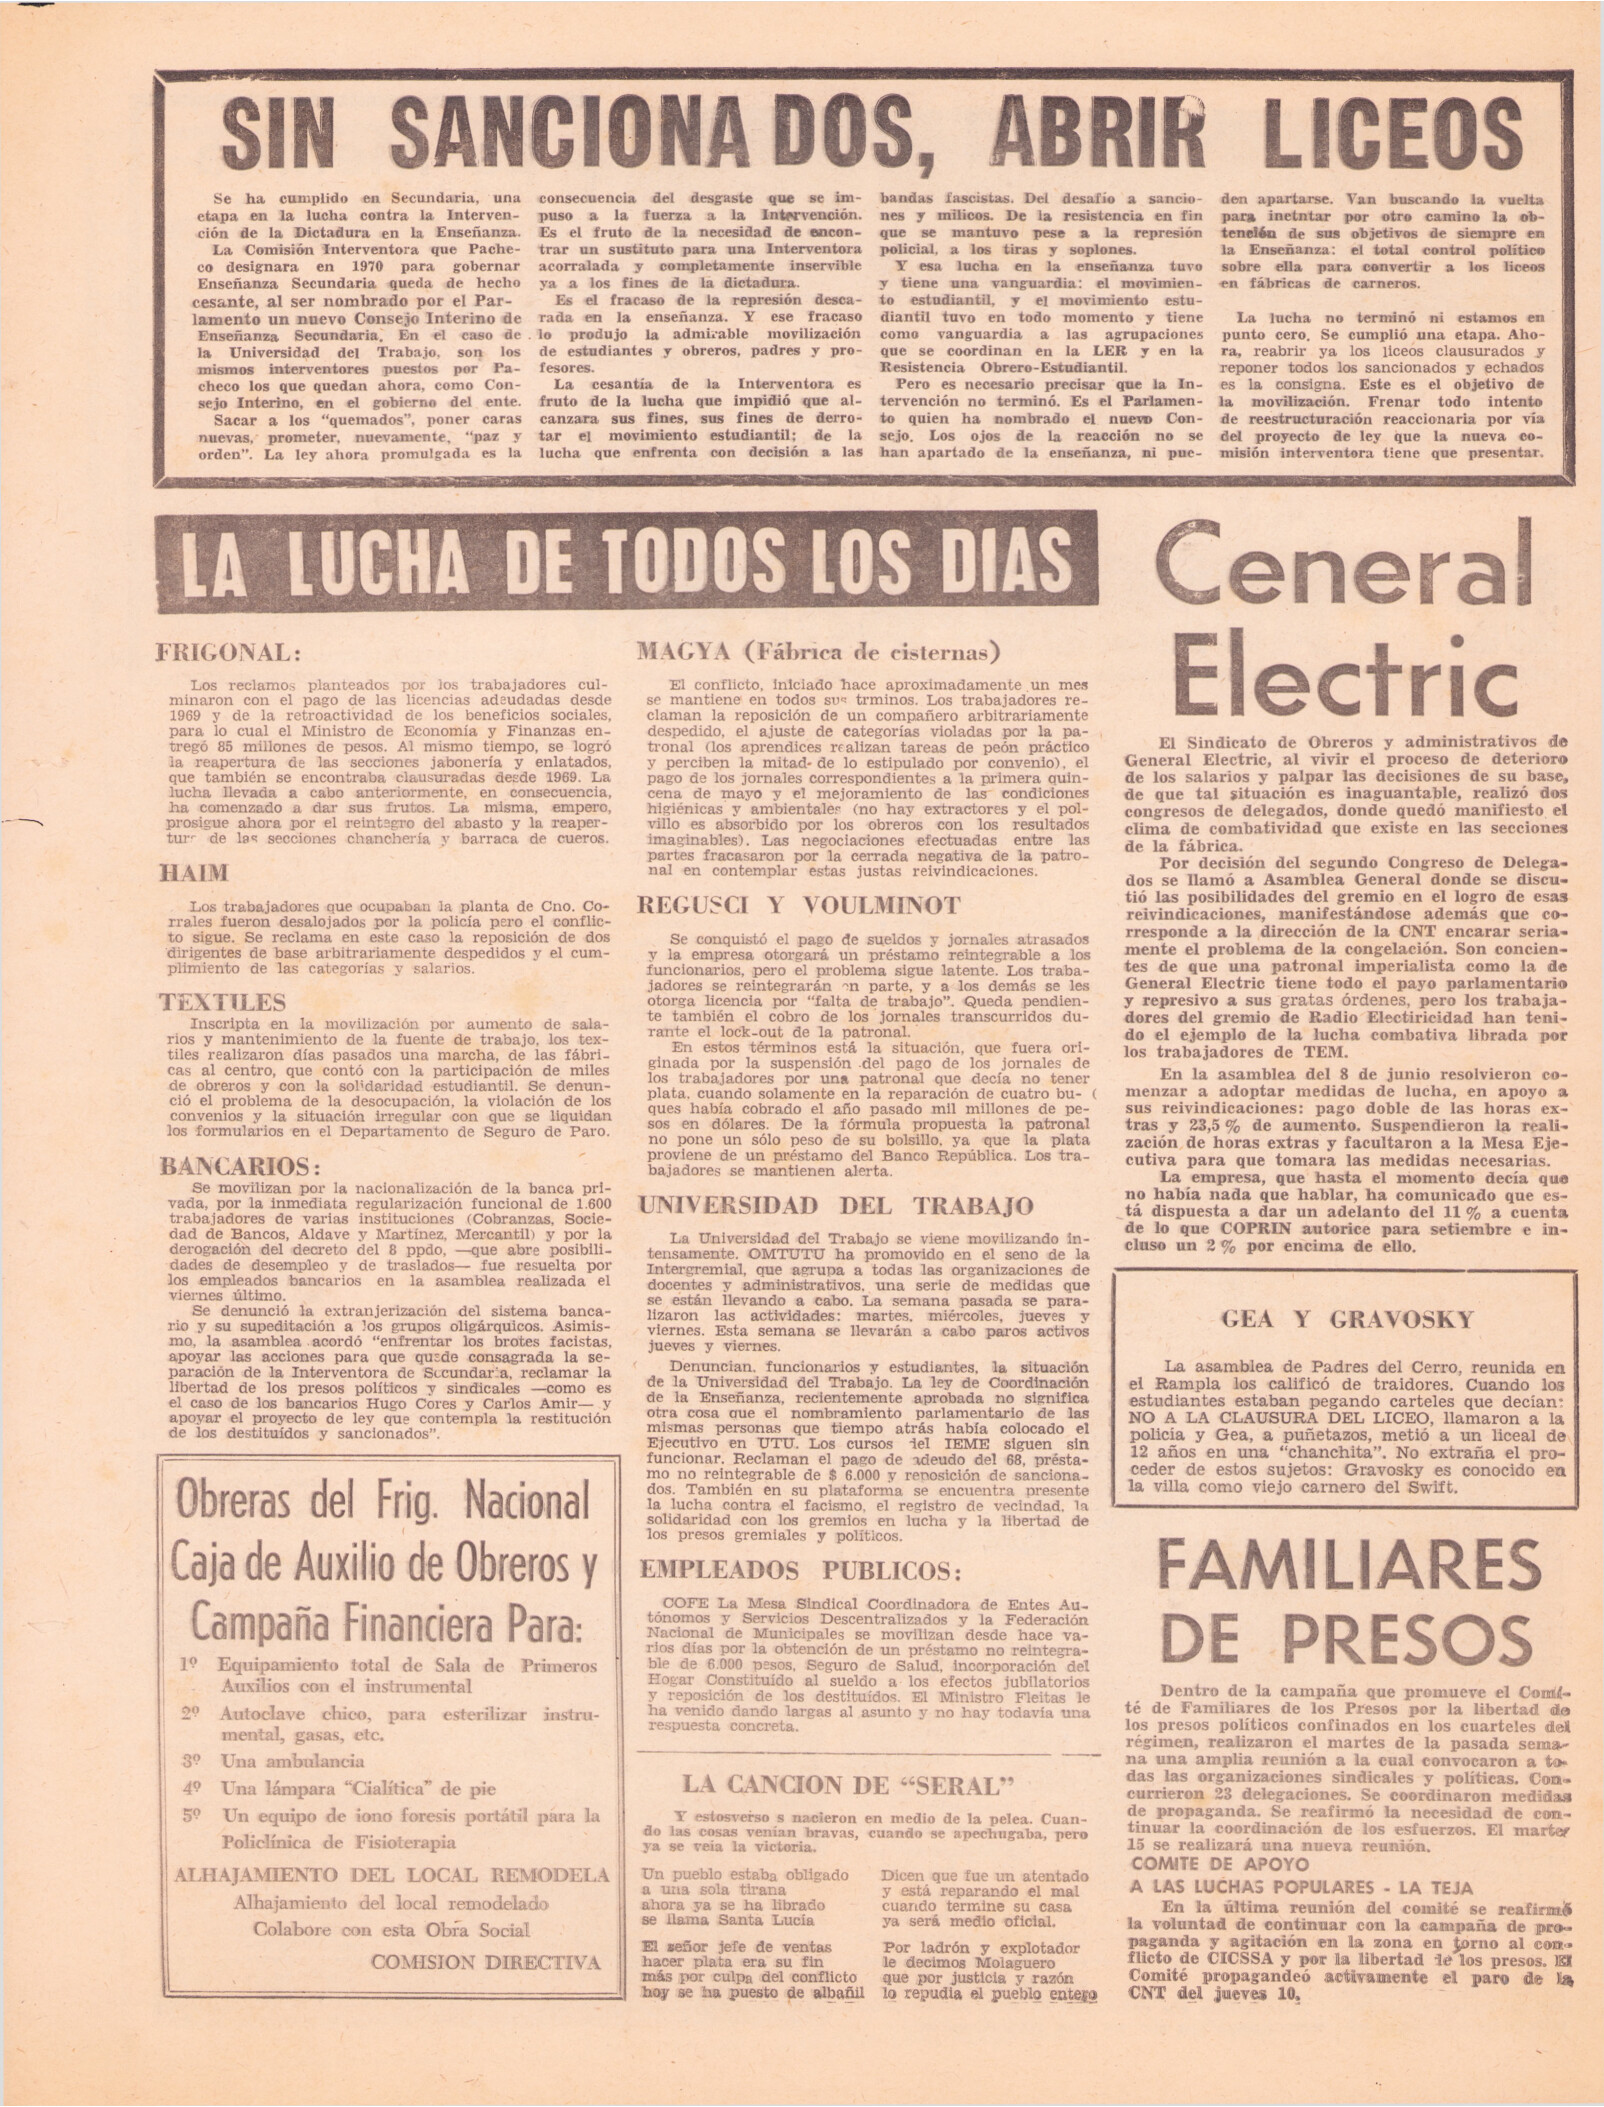 SIN SANCIONADOS, ABRIR LICEOS
Se ha cumplido en Secundaria, una
etapa en la lucha contra la Interven-
ción de la Dictadura en la Enseñanza.
La Comisión Interventora que Pache-
co designara en 1970 para gobernar
Enseñanza Secundaria queda de hecho
cesante, al ser nombrado por el Par-
lamento un nuevo Consejo Interino de
Enseñanza Secundaria. En el caso de
la Universidad del Trabajo, son los
mismos interventores puestos por Pa-
checo los que quedan ahora, como Con-
sejo Interino, en el gobierno del ente.
Sacar a los "quemados", poner caras
nuevas, prometer, nuevamente, "paz y
orden". La ley ahora promulgada es la
consecuencia del desgaste que se im-
puso a la fuerza a la Intervención.
Es el fruto de la necesidad de encon-
trar un sustituto para una Interventora
acorralada y completamente inservible
ya a los fines de la dictadura.
Es el fracaso de la represión desca-
rada en la enseñanza. Y ese fracaso
lo produjo la admirable movilización
de estudiantes y obreros, padres y pro-
fesores.
La cesantía de la Interventora es
fruto de la lucha que impidió que al-
canzara sus fines, sus fines de derro-
tar el movimiento estudiantil; de la
lucha que enfrenta con decisión a las
bandas fascistas. Del desafío a sancio-
nes y milicos. De la resistencia en fin
que se mantuvo pese a la represión
policial, a los tiras y soplones.
Y esa lucha en la enseñanza tuvo
y tiene una vanguardia: el movimien-
to estudiantil, y el movimiento estu-
diantil tuvo en todo momento y tiene
como vanguardia a las agrupaciones
que se coordinan en la LER y en la
Resistencia Obrero-Estudiantil.
Pero es necesario precisar que la In-
tervención no terminó. Es el Parlamen-
to quien ha nombrado el nuevo Con-
sejo. Los ojos de la reacción no se
han apartado de la enseñanza, ni pue-
den apartarse. Van buscando la vuelta
para inetntar por otro camino la ob-
tención de sus objetivos de siempre en
la Enseñanza: el total control político
sobre ella para convertir a los liceos
en fábricas de carneros.
La lucha no terminó ni estamos en
punto cero. Se cumplió una etapa. Aho-
ra, reabrir ya los liceos clausurados y
reponer todos los sancionados y echados
es la consigna. Este es el objetivo de
la movilización. Frenar todo intento
de reestructuración reaccionaria por vía
del proyecto de ley que la nueva co-
misión interventora tiene que presentar.
LA LUCHA DE TODOS LOS DIAS
FRIGONAL:
Los reclamos planteados por los trabajadores cul-
minaron con el pago de las licencias adeudadas desde
1969 y de la retroactividad de los beneficios sociales,
para lo cual el Ministro de Economía y Finanzas en-
tregó 85 millones de pesos. Al mismo tiempo, se logró
la reapertura de las secciones jabonería y enlatados,
que también se encontraba clausuradas desde 1969. La
lucha llevada a cabo anteriormente, en consecuencia,
ha comenzado a dar sus frutos. La misma, empero,
prosigue ahora por el reintegro del abasto y la reaper-
tura de las secciones chanchería y barraca de cueros.
HAIM
Los trabajadores que ocupaban la planta de Cno. Co-
rrales fueron desalojados por la policía pero el conflic-
to sigue. Se reclama en este caso la reposición de dos
dirigentes de base arbitrariamente despedidos y el cum-
plimiento de las categorías y salarios.
TEXTILES
Inscripta en la movilización por aumento de sala-
rios y mantenimiento de la fuente de trabajo, los tex-
tiles realizaron días pasados una marcha, de las fábri-
cas al centro, que contó con la participación de miles
de obreros y con la solidaridad estudiantil. Se denun-
ció el problema de la desocupación, la violación de los
convenios y la situación irregular con que se liquidan
los formularios en el Departamento de Seguro de Paro.
BANCARIOS:
Se movilizan por la nacionalización de la banca pri-
vada, por la inmediata regularización funcional de 1.600
trabajadores de varias instituciones (Cobranzas, Socie-
dad de Bancos, Aldave y Martínez, Mercantil) y por la
derogación del decreto del 8 ppdo, —que abre posibili-
dades de desempleo y de traslados— fue resuelta por
los empleados bancarios en la asamblea realizada el
viernes último.
Se denunció la extranjerización del sistema banca-
rio y su supeditación a los grupos oligárquicos. Asimis-
mo, la asamblea acordó "enfrentar los brotes facistas,
apoyar las acciones para que quede consagrada la se-
paración de la Interventora de Secundaria, reclamar la
libertad de los presos políticos y sindicales —como es
el caso de los bancarios Hugo Cores y Carlos Amir— y
apoyar el proyecto de ley que contempla la restitución
de los destituídos y sancionados".
Obreras del Frig. Nacional
Caja de Auxilio de Obreros y
Campaña Financiera Para:
1º Equipamiento total de Sala de Primeros
Auxilios con el instrumental
2º Autoclave chico, para esterilizar instru-
mental, gasas, etc.
3º Una ambulancia
4º Una lámpara "Cialítica" de pie
5º Un equipo de iono foresis portátil para la
Policlínica de Fisioterapia
ALHAJAMIENTO DEL LOCAL REMODELA
Alhajamiento del local remodelado
Colabore con esta Obra Social
COMISION DIRECTIVA
MAGYA (Fábrica de cisternas)
El conflicto, iniciado hace aproximadamente un mes
se mantiene en todos sus trminos. Los trabajadores re-
claman la reposición de un compañero arbitrariamente
despedido, el ajuste de categorías violadas por la pa-
tronal (los aprendices realizan tareas de peón práctico
y perciben la mitad de lo estipulado por convenio), el
pago de los jornales correspondientes a la primera quin-
cena de mayo y el mejoramiento de las condiciones
higiénicas y ambientales (no hay extractores y el pol-
villo es absorbido por los obreros con los resultados
imaginables). Las negociaciones efectuadas entre las
partes fracasaron por la cerrada negativa de la patro-
nal en contemplar estas justas reivindicaciones.
REGUSCI Y VOULMINOT
Se conquistó el pago de sueldos y jornales atrasados
y la empresa otorgará un préstamo reintegrable a los
funcionarios, pero el problema sigue latente. Los traba-
jadores se reintegrarán en parte, y a los demás se les
otorga licencia por "falta de trabajo". Queda pendien-
te también el cobro de los jornales transcurridos du-
rante el lock-out de la patronal.
En estos términos está la situación, que fuera ori-
ginada por la suspensión del pago de los jornales de
los trabajadores por una patronal que decía no tener
plata, cuando solamente en la reparación de cuatro bu-
ques había cobrado el año pasado mil millones de pe-
sos en dólares. De la fórmula propuesta la patronal
no pone un sólo peso de su bolsillo, ya que la plata
proviene de un préstamo del Banco República. Los tra-
bajadores se mantienen alerta.
UNIVERSIDAD DEL TRABAJO
La Universidad del Trabajo se viene movilizando in-
tensamente. OMTUTU ha promovido en el seno de la
Intergremial, que agrupa a todas las organizaciones de
docentes y administrativos, una serie de medidas que
se están llevando a cabo. La semana pasada se para-
lizaron las actividades: martes, miércoles, jueves y
viernes. Esta semana se llevarán a cabo paros activos
jueves y viernes.
Denuncian, funcionarios y estudiantes, la situación
de la Universidad del Trabajo. La ley de Coordinación
de la Enseñanza, recientemente aprobada no significa
otra cosa que el nombramiento parlamentario de las
mismas personas que tiempo atrás había colocado el
Ejecutivo en UTU. Los cursos del IEME siguen sin
funcionar. Reclaman el pago de adeudo del 68, présta-
mo no reintegrable de $ 6.000 y reposición de sanciona-
dos. También en su plataforma se encuentra presente
la lucha contra el facismo, el registro de vecindad, la
solidaridad con los gremios en lucha y la libertad de
los presos gremiales y políticos.
EMPLEADOS PUBLICOS:
COFE La Mesa Sindical Coordinadora de Entes Au-
tónomos y Servicios Descentralizados y la Federación
Nacional de Municipales se movilizan desde hace va-
rios días por la obtención de un préstamo no reintegra-
ble de 6.000 pesos, Seguro de Salud, incorporación del
Hogar Constituído al sueldo a los efectos jubilatorios
y reposición de los destituídos. El Ministro Fleitas le
ha venido dando largas al asunto y no hay todavía una
respuesta concreta.
LA CANCION DE "SERAL"
Y estosverso s nacieron en medio de la pelea. Cuan-
do las cosas venían bravas, cuando se apechugaba, pero
ya se veia la victoria.
Un pueblo estaba obligado
a una sola tirana
ahora ya se ha librado
se llama Santa Lucía
El señor jefe de ventas
hacer plata era su fin
más por culpa del conflicto
hoy se ha puesto de albañil
Dicen que fue un atentado
y está reparando el mal
cuando termine su casa
ya será medio oficial.
Por ladrón y explotador
le decimos Molaguero
que por justicia y razón
lo repudia el pueblo entero
Ceneral
Electric
El Sindicato de Obreros y administrativos de
General Electric, al vivir el proceso de deterioro
de los salarios y palpar las decisiones de su base,
de que tal situación es inaguantable, realizó dos
congresos de delegados, donde quedó manifiesto el
clima de combatividad que existe en las secciones
de la fábrica.
Por decisión del segundo Congreso de Delega-
dos se llamó a Asamblea General donde se discu-
tió las posibilidades del gremio en el logro de esas
reivindicaciones, manifestándose además que co-
rresponde a la dirección de la CNT encarar seria-
mente el problema de la congelación. Son concien-
tes de que una patronal imperialista como la de
General Electric tiene todo el payo parlamentario
y represivo a sus gratas órdenes, pero los trabaja-
dores del gremio de Radio Electiricidad han teni-
do el ejemplo de la lucha combativa librada por
los trabajadores de TEM.
En la asamblea del 8 de junio resolvieron co-
menzar a adoptar medidas de lucha, en apoyo a
sus reivindicaciones: pago doble de las horas ex-
tras y 23,5 % de aumento. Suspendieron la reali-
zación de horas extras y facultaron a la Mesa Eje-
cutiva para que tomara las medidas necesarias.
La empresa, que hasta el momento decía que
no había nada que hablar, ha comunicado que es-
tá dispuesta a dar un adelanto del 11 % a cuenta
de lo que COPRIN autorice para setiembre e in-
cluso un 2 % por encima de ello.
GEA Y GRAVOSKY
La asamblea de Padres del Cerro, reunida en
el Rampla los calificó de traidores. Cuando los
estudiantes estaban pegando carteles que decían:
NO A LA CLAUSURA DEL LICEO, llamaron a la
policía y Gea, a puñetazos, metió a un liceal de
12 años en una "chanchita". No extraña el pro-
ceder de estos sujetos: Gravosky es conocido en
la villa como viejo carnero del Swift.
FAMILIARES
DE PRESOS
Dentro de la campaña que promueve el Comi-
té de Familiares de los Presos por la libertad de
los presos políticos confinados en los cuarteles del
régimen, realizaron el martes de la pasada sema-
na una amplia reunión a la cual convocaron a to-
das las organizaciones sindicales y políticas. Con-
currieron 23 delegaciones. Se coordinaron medidas
de propaganda. Se reafirmó la necesidad de con-
tinuar la coordinación de los esfuerzos. El martes
15 se realizará una nueva reunión.
COMITE DE APOYO
A LAS LUCHAS POPULARES - LA TEJA
En la última reunión del comité se reafirmó
la voluntad de continuar con la campaña de pro-
paganda y agitación en la zona en torno al con-
flicto de CICSSA y por la libertad de los presos. El
Comité propagandeó activamente el paro de la
CNT del jueves 10.